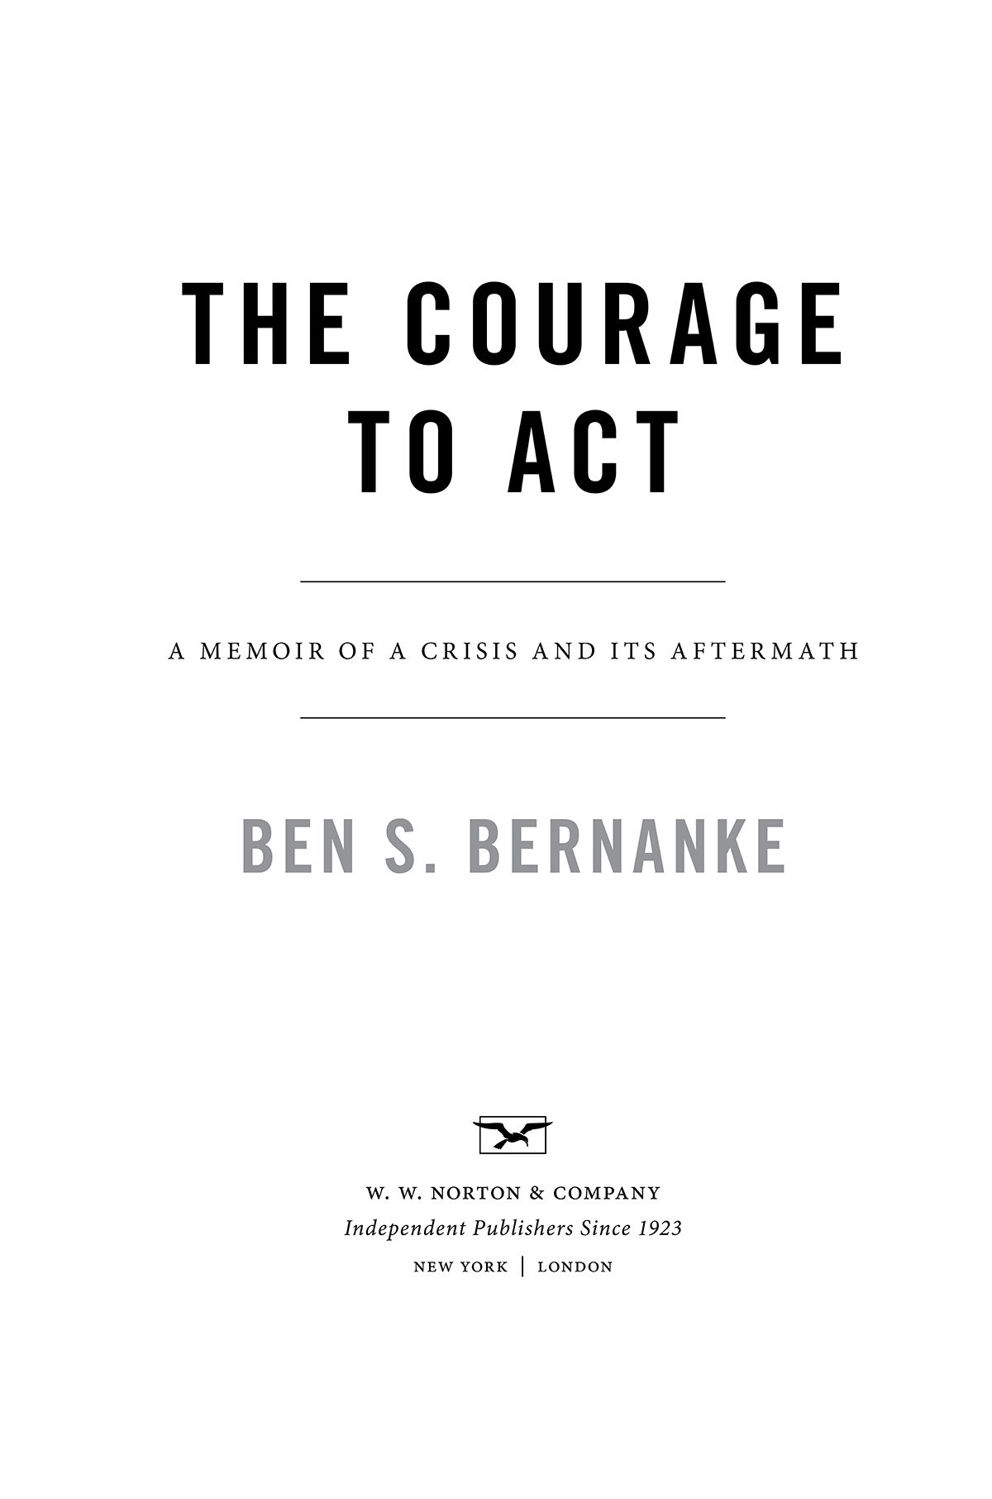 THE COURAGE
TO ACT
A MEMOIR OF A CRISIS AND ITS AFTERMATH
BEN S. BERNANKE
W. W. NORTON & COMPANY
Independent Publishers Since 1923
NEW YORK | LONDON